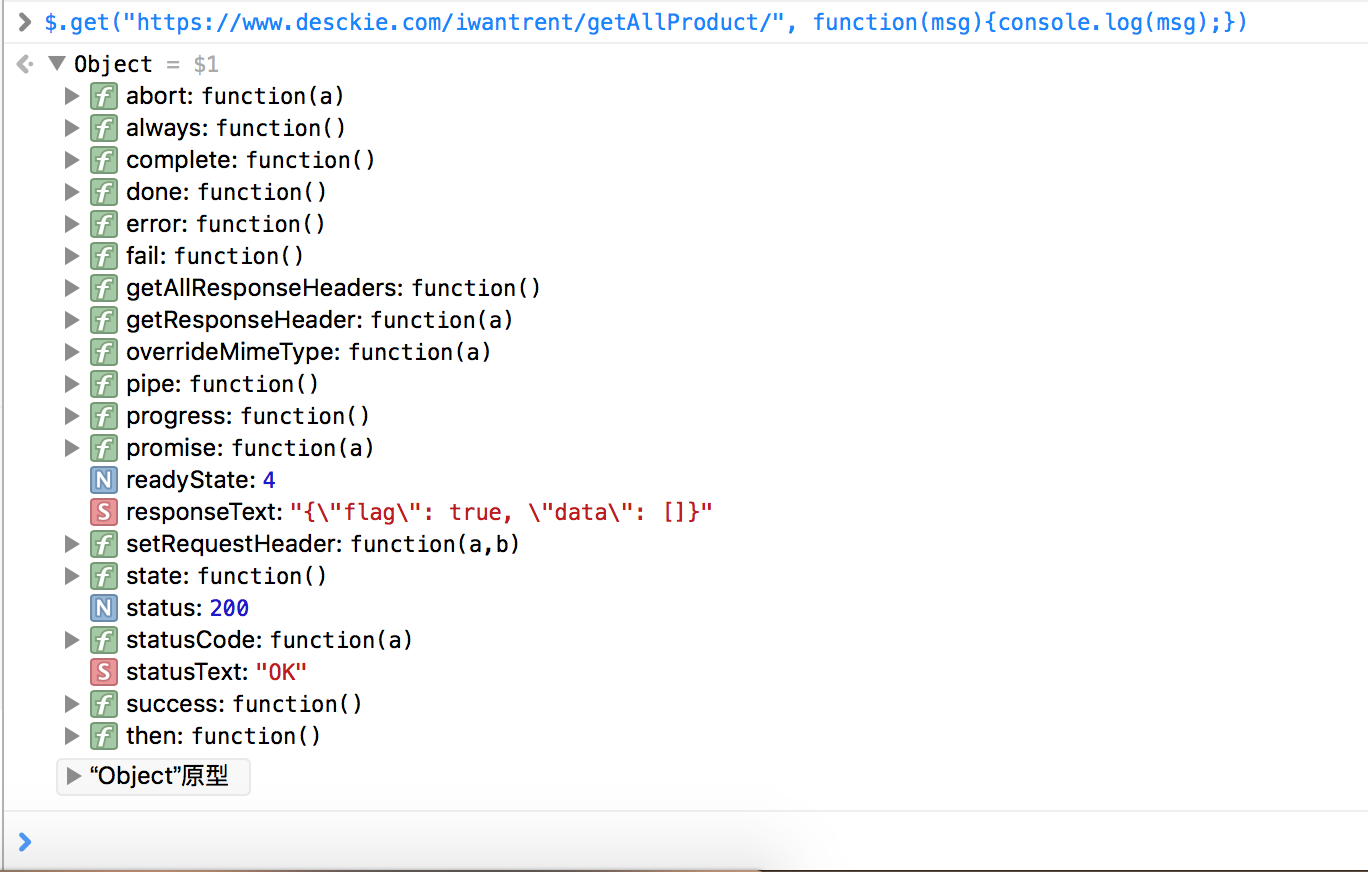 $.get("https://www.desckie.com/iwantrent/getAllProduct/", function(msg){console.log(msg);})
Object = $1
f abort: function(a)
f always: function()
f complete: function()
f done: function()
f error: function()
f fail: function()
f getAllResponseHeaders: function()
f getResponseHeader: function(a)
f overrideMimeType: function(a)
f pipe: function()
f progress: function()
f promise: function(a)
N readyState: 4
S responseText: "{\"flag\": true, \"data\": []}"
f setRequestHeader: function(a,b)
f state: function()
N status: 200
f statusCode: function(a)
S statusText: "OK"
f success: function()
f then: function()
“Object”原型